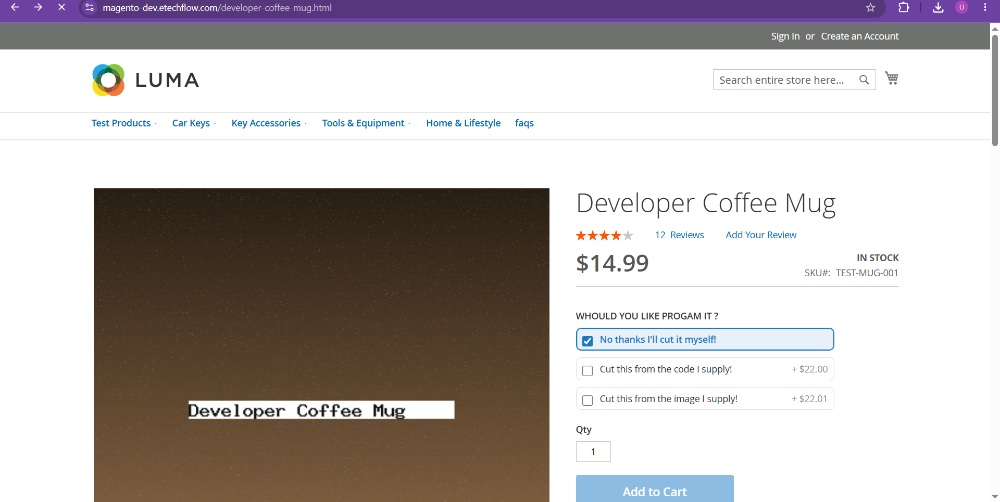 magento-dev.etechflow.com/developer-coffee-mug.html
U
Sign In or Create an Account
LUMA
Search entire store here...
Test Products
Car Keys
Key Accessories
Tools & Equipment
Home & Lifestyle
faqs
Developer Coffee Mug
Developer Coffee Mug
12 Reviews
Add Your Review
$14.99
IN STOCK
SKU#: TEST-MUG-001
WHOULD YOU LIKE PROGAM IT ?
No thanks I'll cut it myself!
Cut this from the code I supply! + $22.00
Cut this from the image I supply! + $22.01
Qty
1
Add to Cart